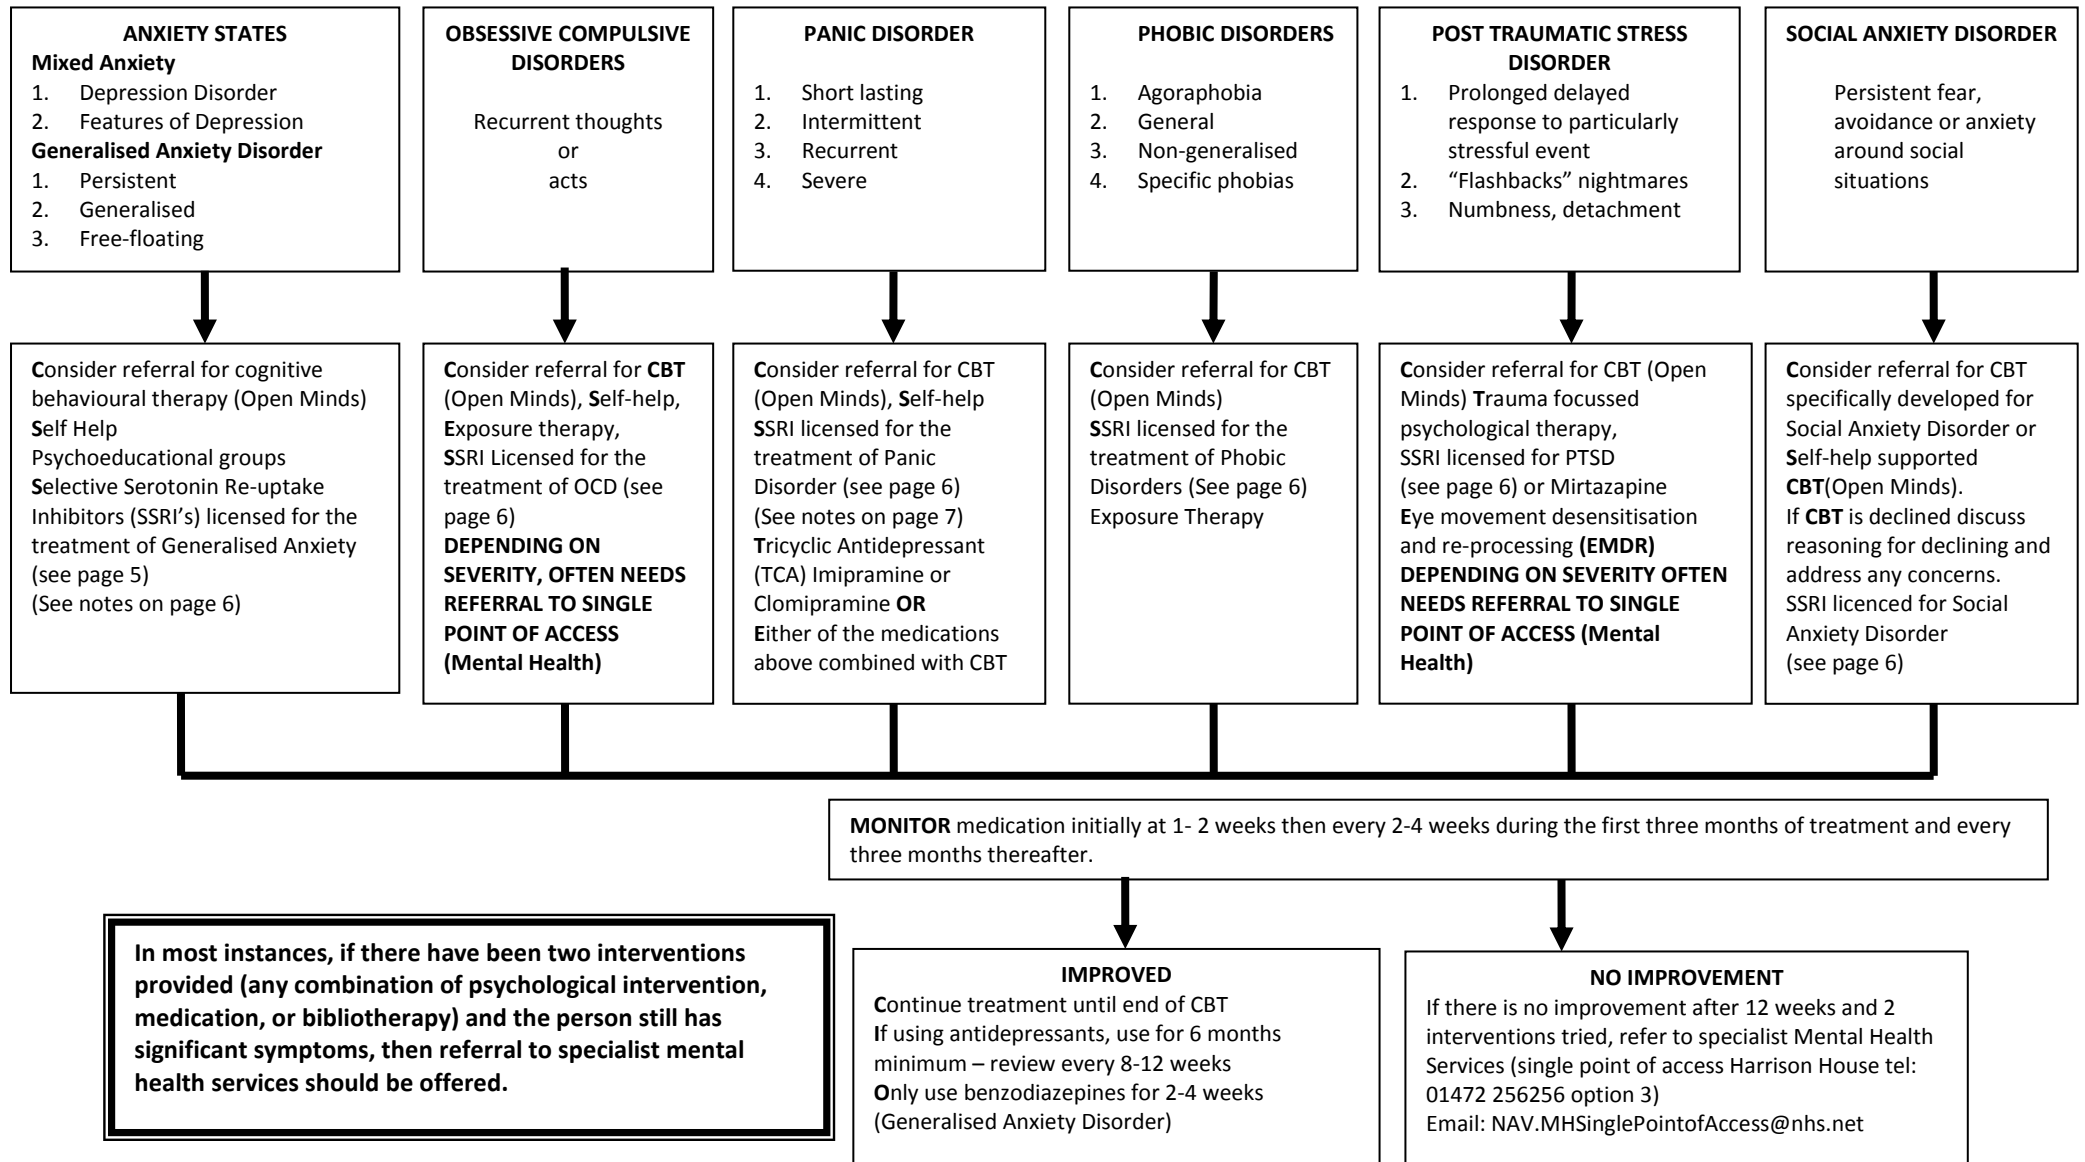 ANXIETY STATES
Mixed Anxiety
1. Depression Disorder
2. Features of Depression
Generalised Anxiety Disorder
1. Persistent
2. Generalised
3. Free-floating
OBSESSIVE COMPULSIVE
DISORDERS
Recurrent thoughts
or
acts
PANIC DISORDER
1. Short lasting
2. Intermittent
3. Recurrent
4. Severe
PHOBIC DISORDERS
1. Agoraphobia
2. General
3. Non-generalised
4. Specific phobias
POST TRAUMATIC STRESS
DISORDER
1. Prolonged delayed
response to particularly
stressful event
2. “Flashbacks” nightmares
3. Numbness, detachment
SOCIAL ANXIETY DISORDER
Persistent fear,
avoidance or anxiety
around social
situations
Consider referral for cognitive
behavioural therapy (Open Minds)
Self Help
Psychoeducational groups
Selective Serotonin Re-uptake
Inhibitors (SSRI’s) licensed for the
treatment of Generalised Anxiety
(see page 5)
(See notes on page 6)
Consider referral for CBT
(Open Minds), Self-help,
Exposure therapy,
SSRI Licensed for the
treatment of OCD (see
page 6)
DEPENDING ON
SEVERITY, OFTEN NEEDS
REFERRAL TO SINGLE
POINT OF ACCESS
(Mental Health)
Consider referral for CBT
(Open Minds), Self-help
SSRI licensed for the
treatment of Panic
Disorder (see page 6)
(See notes on page 7)
Tricyclic Antidepressant
(TCA) Imipramine or
Clomipramine OR
Either of the medications
above combined with CBT
Consider referral for CBT
(Open Minds)
SSRI licensed for the
treatment of Phobic
Disorders (See page 6)
Exposure Therapy
Consider referral for CBT (Open
Minds) Trauma focussed
psychological therapy,
SSRI licensed for PTSD
(see page 6) or Mirtazapine
Eye movement desensitisation
and re-processing (EMDR)
DEPENDING ON SEVERITY OFTEN
NEEDS REFERRAL TO SINGLE
POINT OF ACCESS (Mental
Health)
Consider referral for CBT
specifically developed for
Social Anxiety Disorder or
Self-help supported
CBT(Open Minds).
If CBT is declined discuss
reasoning for declining and
address any concerns.
SSRI licenced for Social
Anxiety Disorder
(see page 6)
MONITOR medication initially at 1- 2 weeks then every 2-4 weeks during the first three months of treatment and every
three months thereafter.
In most instances, if there have been two interventions
provided (any combination of psychological intervention,
medication, or bibliotherapy) and the person still has
significant symptoms, then referral to specialist mental
health services should be offered.
IMPROVED
Continue treatment until end of CBT
If using antidepressants, use for 6 months
minimum – review every 8-12 weeks
Only use benzodiazepines for 2-4 weeks
(Generalised Anxiety Disorder)
NO IMPROVEMENT
If there is no improvement after 12 weeks and 2
interventions tried, refer to specialist Mental Health
Services (single point of access Harrison House tel:
01472 256256 option 3)
Email: NAV.MHSinglePointofAccess@nhs.net